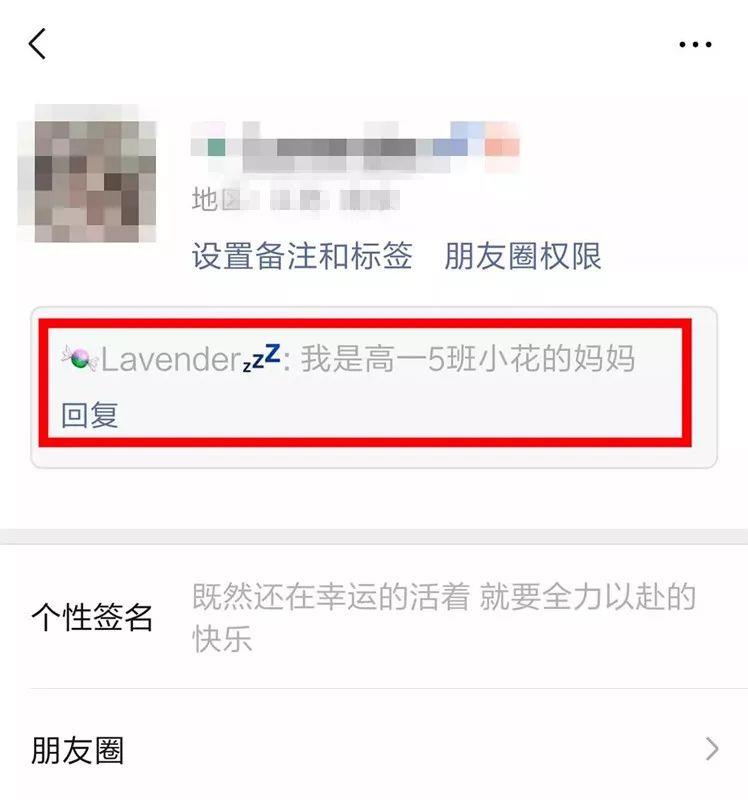 地区
设置备注和标签 朋友圈权限
🍬Lavender💤: 我是高一5班小花的妈妈
回复
个性签名 既然还在幸运的活着 就要全力以赴的
快乐
朋友圈